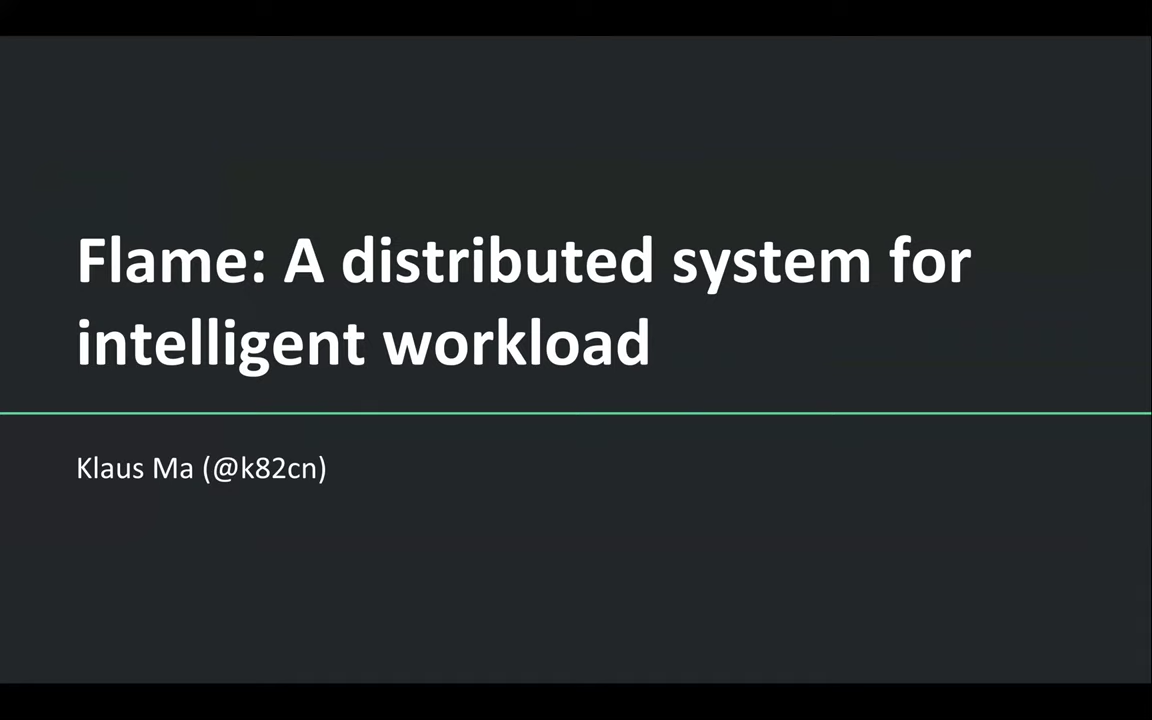 Flame: A distributed system for
intelligent workload
Klaus Ma (@k82cn)